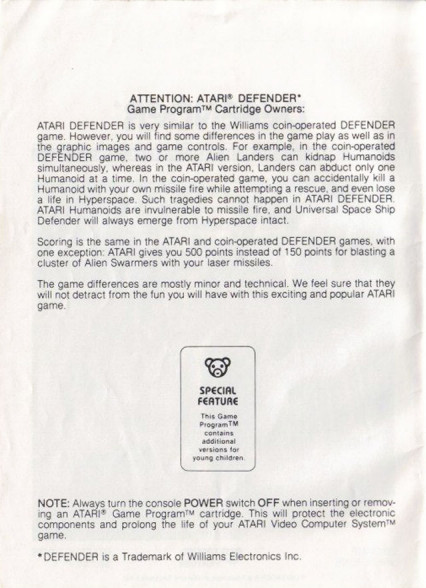 ATTENTION: ATARI® DEFENDER*
Game Program™ Cartridge Owners:
ATARI DEFENDER is very similar to the Williams coin-operated DEFENDER
game. However, you will find some differences in the game play as well as in
the graphic images and game controls. For example, in the coin-operated
DEFENDER game, two or more Alien Landers can kidnap Humanoids
simultaneously, whereas in the ATARI version, Landers can abduct only one
Humanoid at a time. In the coin-operated game, you can accidentally kill a
Humanoid with your own missile fire while attempting a rescue, and even lose
a life in Hyperspace. Such tragedies cannot happen in ATARI DEFENDER.
ATARI Humanoids are invulnerable to missile fire, and Universal Space Ship
Defender will always emerge from Hyperspace intact.
Scoring is the same in the ATARI and coin-operated DEFENDER games, with
one exception: ATARI gives you 500 points instead of 150 points for blasting a
cluster of Alien Swarmers with your laser missiles.
The game differences are mostly minor and technical. We feel sure that they
will not detract from the fun you will have with this exciting and popular ATARI
game.
SPECIAL
FEATURE
This Game
Program™
contains
additional
versions for
young children.
NOTE: Always turn the console POWER switch OFF when inserting or remov-
ing an ATARI® Game Program™ cartridge. This will protect the electronic
components and prolong the life of your ATARI Video Computer System™
game.
*DEFENDER is a Trademark of Williams Electronics Inc.